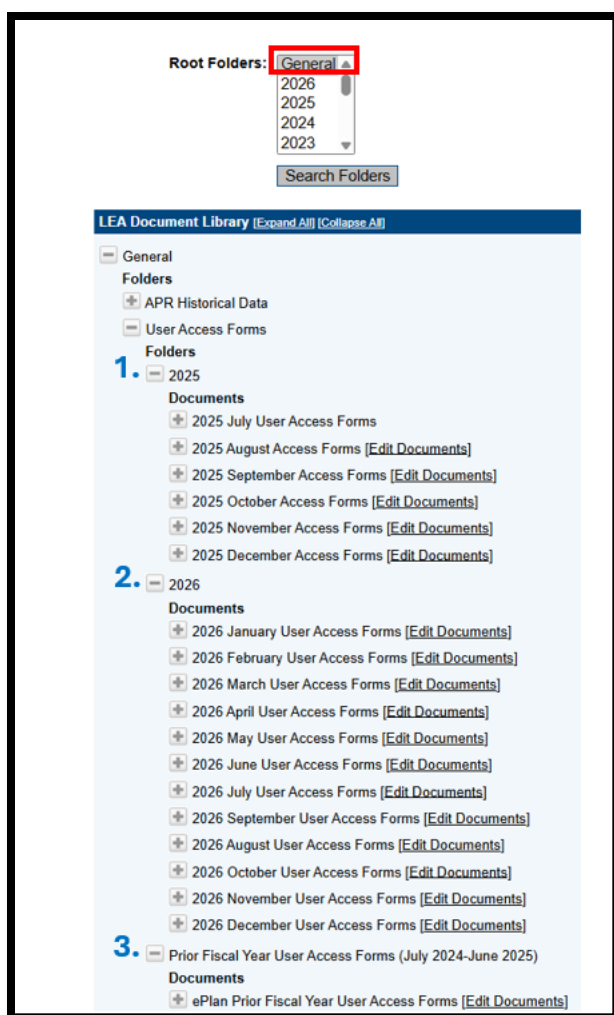 Root Folders: General
2026
2025
2024
2023
Search Folders
LEA Document Library [Expand All] [Collapse All]
General
Folders
APR Historical Data
User Access Forms
Folders
1. 2025
Documents
2025 July User Access Forms
2025 August Access Forms [Edit Documents]
2025 September Access Forms [Edit Documents]
2025 October Access Forms [Edit Documents]
2025 November Access Forms [Edit Documents]
2025 December Access Forms [Edit Documents]
2. 2026
Documents
2026 January User Access Forms [Edit Documents]
2026 February User Access Forms [Edit Documents]
2026 March User Access Forms [Edit Documents]
2026 April User Access Forms [Edit Documents]
2026 May User Access Forms [Edit Documents]
2026 June User Access Forms [Edit Documents]
2026 July User Access Forms [Edit Documents]
2026 September User Access Forms [Edit Documents]
2026 August User Access Forms [Edit Documents]
2026 October User Access Forms [Edit Documents]
2026 November User Access Forms [Edit Documents]
2026 December User Access Forms [Edit Documents]
3. Prior Fiscal Year User Access Forms (July 2024-June 2025)
Documents
ePlan Prior Fiscal Year User Access Forms [Edit Documents]